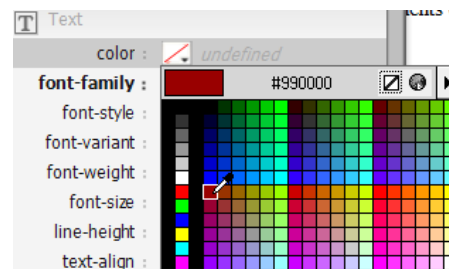 T Text
color : undefined
font-family :
#990000
font-style :
font-variant :
font-weight :
font-size :
line-height :
text-align :